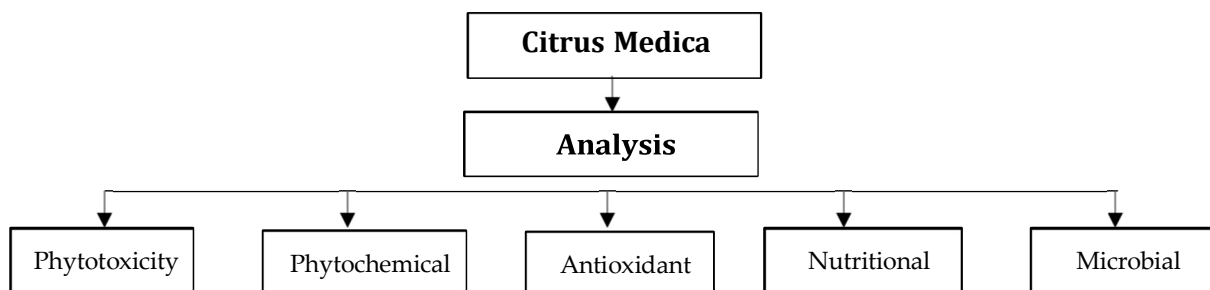 Citrus Medica
Analysis
Phytotoxicity
Phytochemical
Antioxidant
Nutritional
Microbial